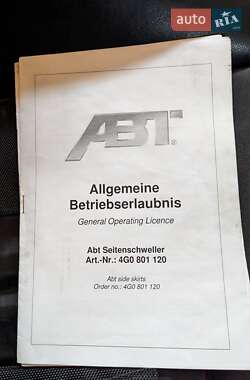 auto RIA.com
ABT®
Allgemeine
Betriebserlaubnis
General Operating Licence
Abt Seitenschweller
Art.-Nr.: 4G0 801 120
Abt side skirts
Order no.: 4G0 801 120